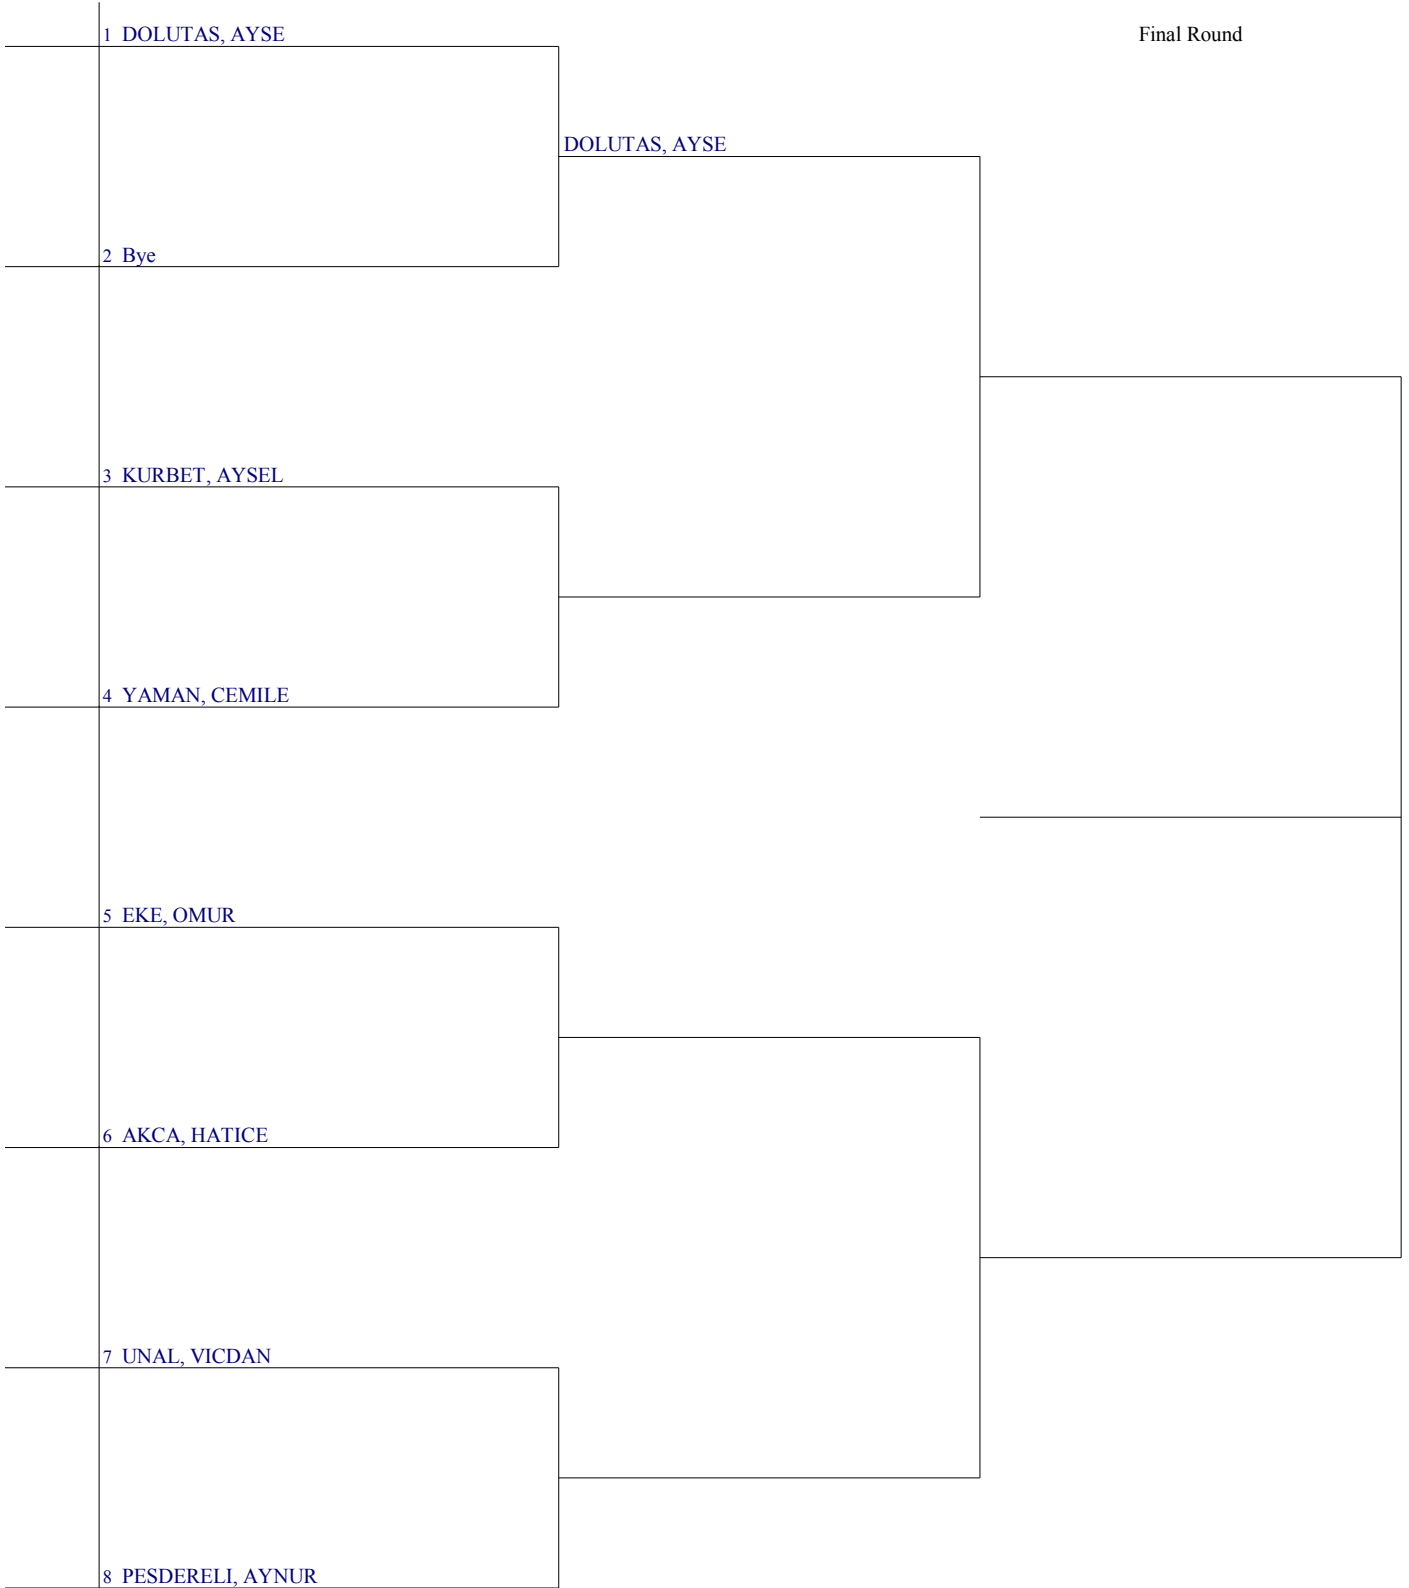 1 DOLUTAS, AYSE
Final Round
DOLUTAS, AYSE
2 Bye
3 KURBET, AYSEL
4 YAMAN, CEMILE
5 EKE, OMUR
6 AKCA, HATICE
7 UNAL, VICDAN
8 PESDERELI, AYNUR